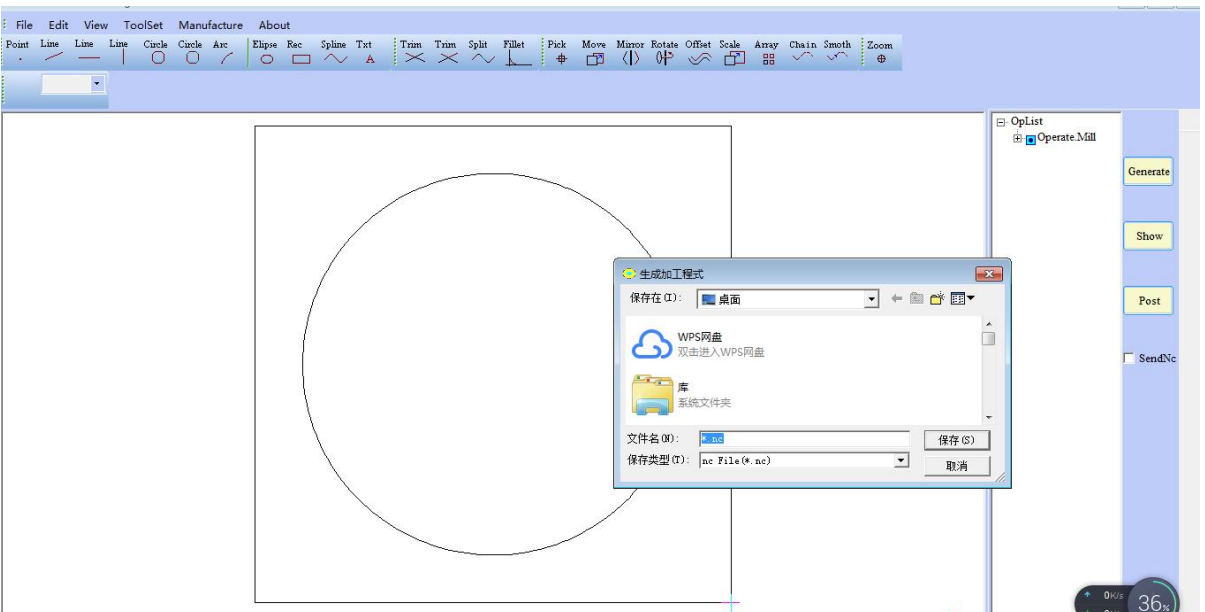 File Edit View ToolSet Manufacture About
Point Line Line Line Circle Circle Arc Elipse Rec Spline Txt Trim Trim Split Fillet Pick Move Mirror Rotate Offset Scale Array Chain Smoth Zoom
A
OpList
Operate.Mill
Generate
Show
Post
SendNc
生成加工程式
保存在(I):
桌面
WPS网盘
双击进入WPS网盘
库
系统文件夹
文件名(N):
*.nc
保存(S)
保存类型(T):
nc File(*.nc)
取消
0K/s
36%